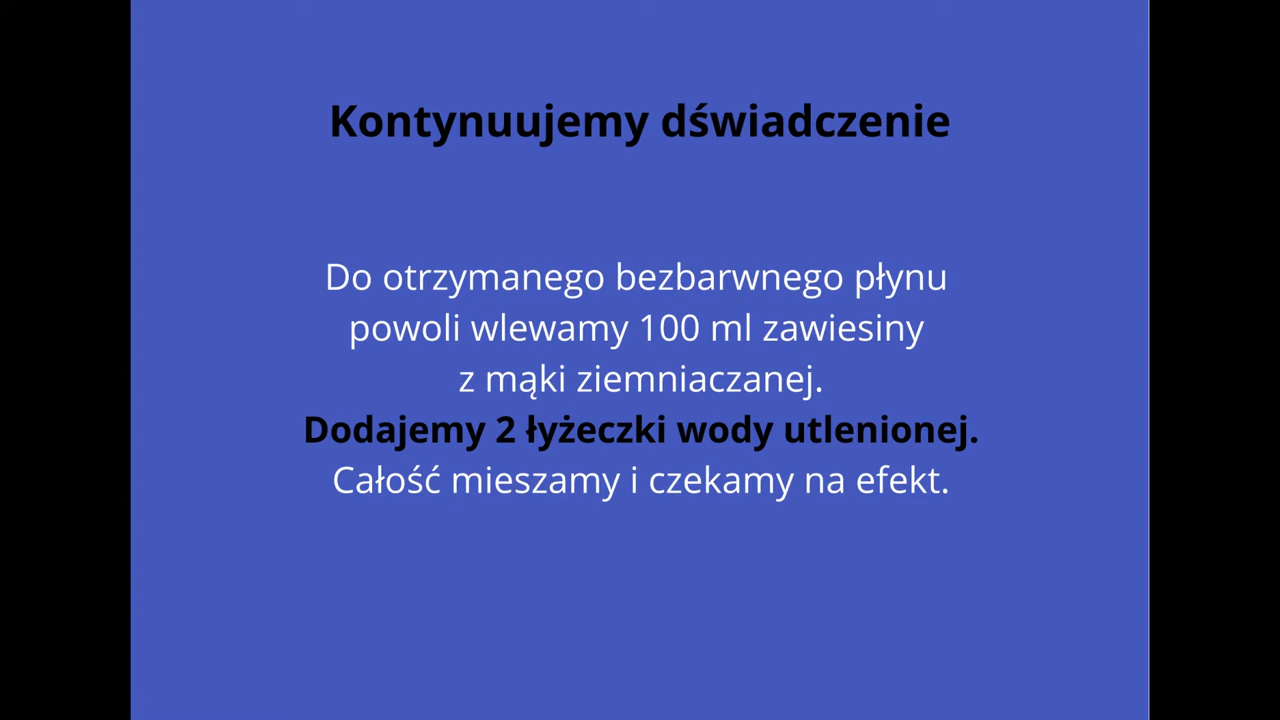 Kontynuujemy dświadczenie
Do otrzymanego bezbarwnego płynu
powoli wlewamy 100 ml zawiesiny
z mąki ziemniaczanej.
Dodajemy 2 łyżeczki wody utlenionej.
Całość mieszamy i czekamy na efekt.